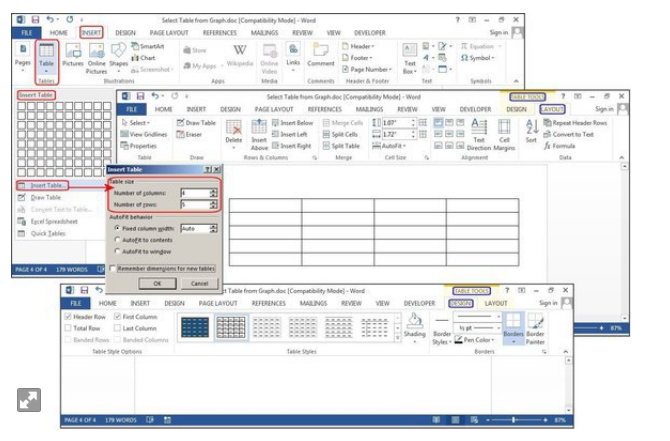 Select Table from Graph.doc [Compatibility Mode] - Word
FILE HOME INSERT DESIGN PAGE LAYOUT REFERENCES MAILINGS REVIEW VIEW DEVELOPER Sign in
Pages Table Pictures Online Pictures Shapes SmartArt Chart Screenshot Store My Apps Wikipedia Online Video Links Comment Header Footer Page Number Text Box Equation Symbol
Tables Illustrations Apps Media Comments Header & Footer Text Symbols
Insert Table
Insert Table...
Draw Table
Convert Text to Table...
Excel Spreadsheet
Quick Tables
PAGE 4 OF 4 179 WORDS
Select Table from Graph.doc [Compatibility Mode] - Word TABLE TOOLS
FILE HOME INSERT DESIGN PAGE LAYOUT REFERENCES MAILINGS REVIEW VIEW DEVELOPER DESIGN LAYOUT Sign in
Select Draw Table Insert Below Merge Cells 1.07" Repeat Header Rows
View Gridlines Eraser Delete Insert Above Insert Left Split Cells 1.72" Text Direction Cell Margins Sort Convert to Text
Properties Insert Right Split Table AutoFit Formula
Table Draw Rows & Columns Merge Cell Size Alignment Data
Insert Table
Table size
Number of columns: 4
Number of rows: 5
AutoFit behavior
Fixed column width: Auto
AutoFit to contents
AutoFit to window
Remember dimensions for new tables
OK Cancel
87%
Select Table from Graph.doc [Compatibility Mode] - Word TABLE TOOLS
FILE HOME INSERT DESIGN PAGE LAYOUT REFERENCES MAILINGS REVIEW VIEW DEVELOPER DESIGN LAYOUT Sign in
Header Row First Column
Total Row Last Column Shading Border Styles ½ pt Borders Border Painter
Banded Rows Banded Columns Pen Color
Table Style Options Table Styles Borders
PAGE 4 OF 4 179 WORDS 87%